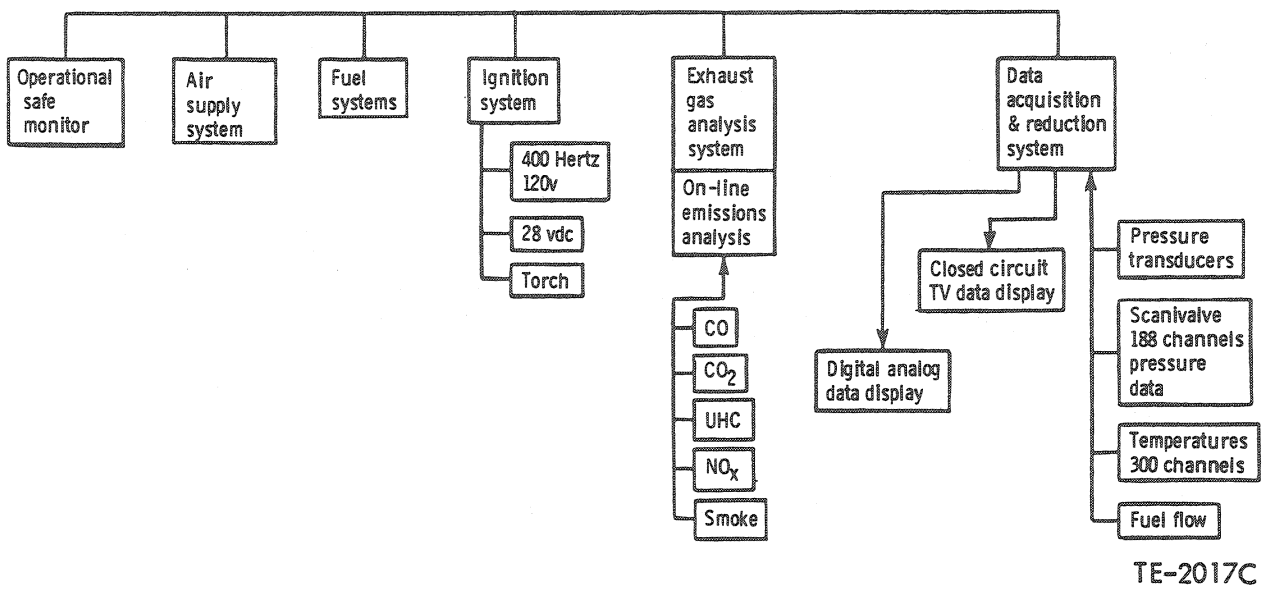 Operational
safe
monitor
Air
supply
system
Fuel
systems
Ignition
system
400 Hertz
120v
28 vdc
Torch
Exhaust
gas
analysis
system
On-line
emissions
analysis
CO
CO₂
UHC
NOₓ
Smoke
Data
acquisition
& reduction
system
Digital analog
data display
Closed circuit
TV data display
Pressure
transducers
Scanivalve
188 channels
pressure
data
Temperatures
300 channels
Fuel flow
TE-2017C